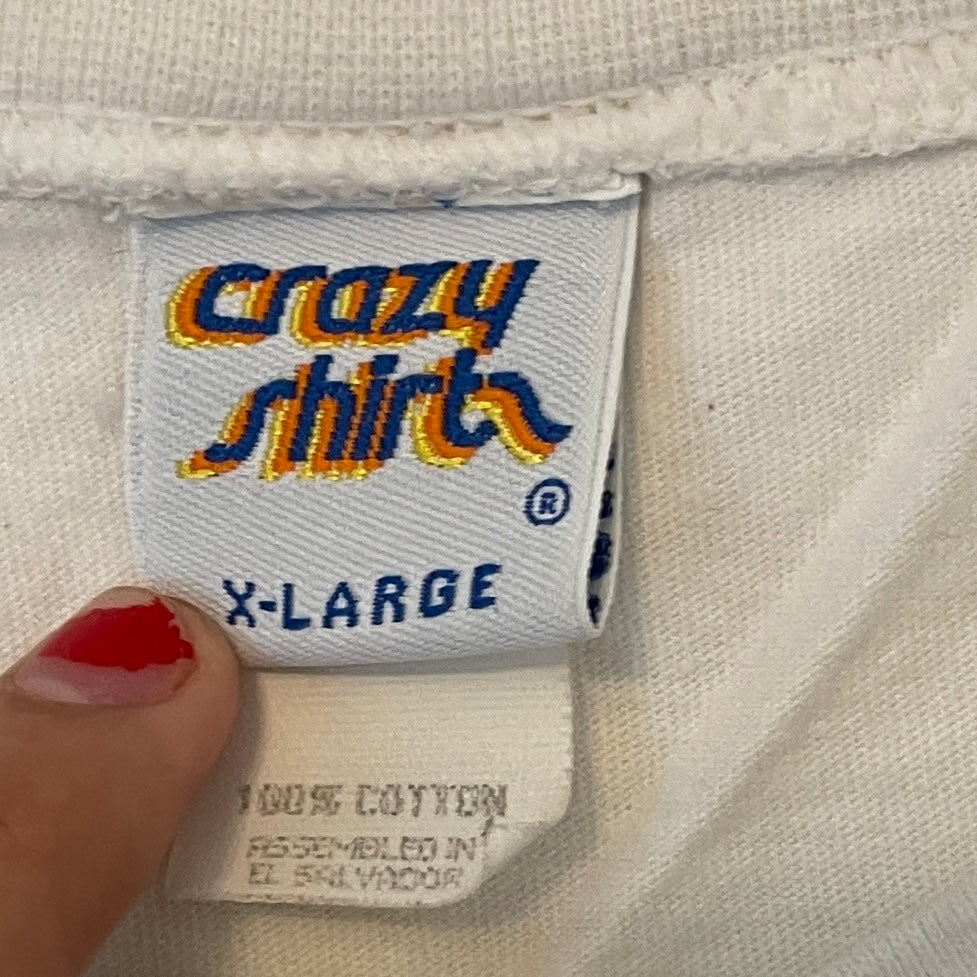 crazy
shirts
®
X-LARGE
100% COTTON
ASSEMBLED IN
EL SALVADOR